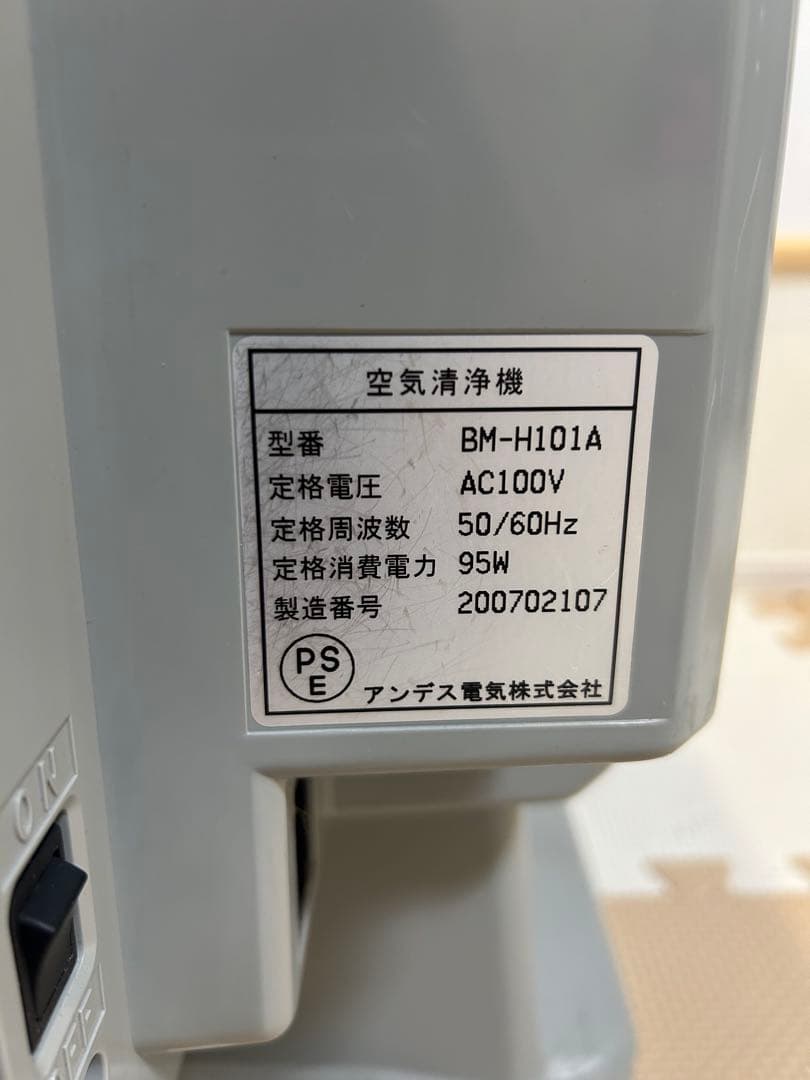 空気清浄機
型番 BM-H101A
定格電圧 AC100V
定格周波数 50/60Hz
定格消費電力 95W
製造番号 200702107
PS
E
アンデス電気株式会社
ON
OFF